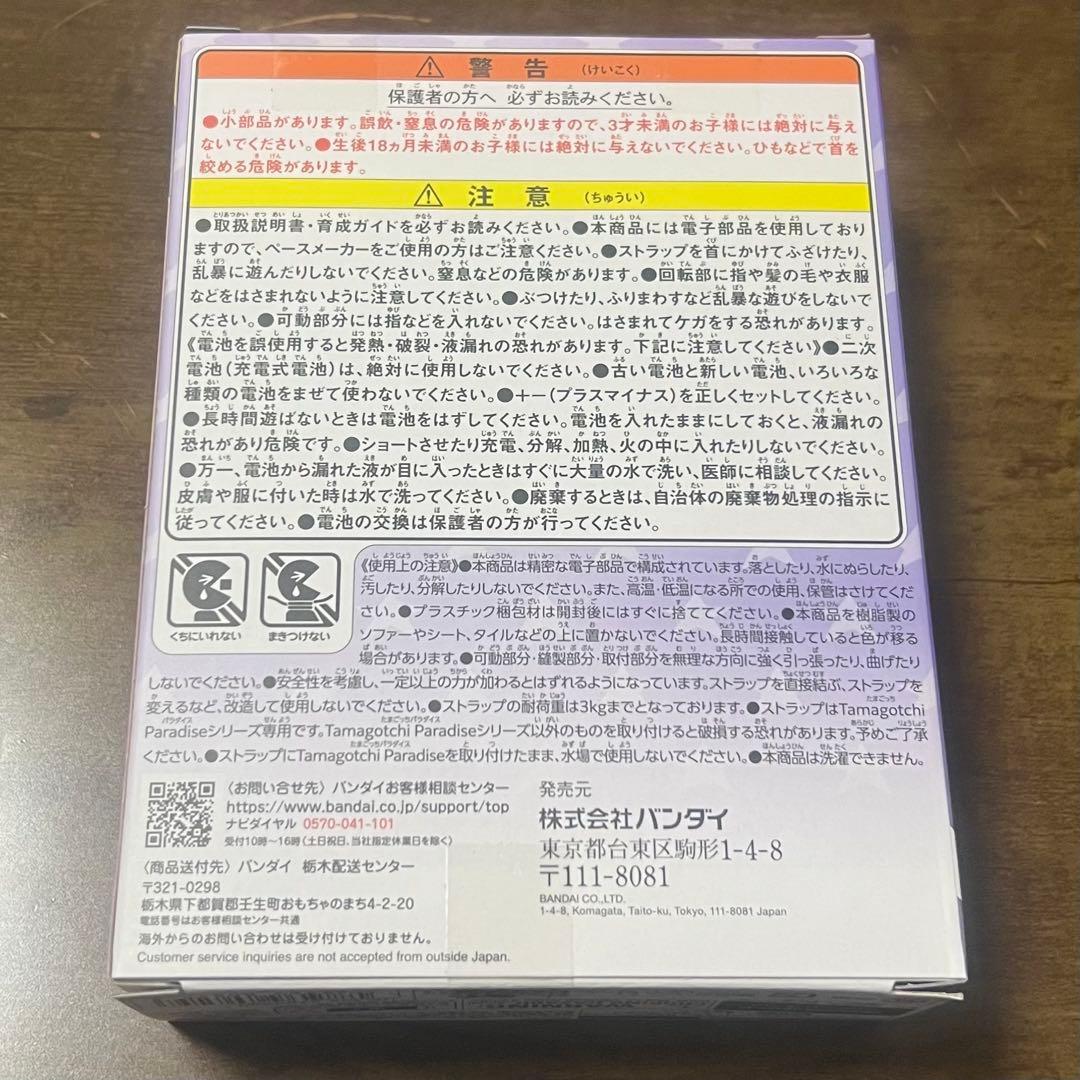 ⚠ 警告 (けいこく)
保護者の方へ 必ずお読みください。
●小部品があります。誤飲・窒息の危険がありますので、3才未満のお子様には絶対に与え
ないでください。●生後18ヵ月未満のお子様には絶対に与えないでください。ひもなどで首を
絞める危険があります。
⚠ 注意 (ちゅうい)
●取扱説明書・育成ガイドを必ずお読みください。●本商品には電子部品を使用しており
ますので、ペースメーカーをご使用の方はご注意ください。●ストラップを首にかけてふざけたり、
乱暴に遊んだりしないでください。窒息などの危険があります。●回転部に指や髪の毛や衣服
などをはさまれないように注意してください。●ぶつけたり、ふりまわすなど乱暴な遊びをしないで
ください。●可動部分には指などを入れないでください。はさまれてケガをする恐れがあります。
《電池を誤使用すると発熱・破裂・液漏れの恐れがあります。下記に注意してください》●二次
電池(充電式電池)は、絶対に使用しないでください。●古い電池と新しい電池、いろいろな
種類の電池をまぜて使わないでください。●+-(プラスマイナス)を正しくセットしてください。
●長時間遊ばないときは電池をはずしてください。電池を入れたままにしておくと、液漏れの
恐れがあり危険です。●ショートさせたり充電、分解、加熱、火の中に入れたりしないでください。
●万一、電池から漏れた液が目に入ったときはすぐに大量の水で洗い、医師に相談してください。
皮膚や服に付いた時は水で洗ってください。●廃棄するときは、自治体の廃棄物処理の指示に
従ってください。●電池の交換は保護者の方が行ってください。
くちにいれない
まきつけない
《使用上の注意》●本商品は精密な電子部品で構成されています。落としたり、水にぬらしたり、
汚したり、分解したりしないでください。また、高温・低温になる所での使用、保管はさけてくだ
さい。●プラスチック梱包材は開封後にはすぐに捨ててください。●本商品を樹脂製の
ソファーやシート、タイルなどの上に置かないでください。長時間接触していると色が移る
場合があります。●可動部分・縫製部分・取付部分を無理な方向に強く引っ張ったり、曲げたり
しないでください。●安全性を考慮し、一定以上の力が加わるとはずれるようになっています。ストラップを直接結ぶ、ストラップを
変えるなど、改造して使用しないでください。●ストラップの耐荷重は3kgまでとなっております。●ストラップはTamagotchi
Paradiseシリーズ専用です。Tamagotchi Paradiseシリーズ以外のものを取り付けると破損する恐れがあります。予めご了承
ください。●ストラップにTamagotchi Paradiseを取り付けたまま、水場で使用しないでください。●本商品は洗濯できません。
〈お問い合せ先〉バンダイお客様相談センター
https://www.bandai.co.jp/support/top
ナビダイヤル 0570-041-101
受付10時~16時(土日祝日、当社指定休業日を除く)
〈商品送付先〉バンダイ 栃木配送センター
〒321-0298
栃木県下都賀郡壬生町おもちゃのまち4-2-20
電話番号はお客様相談センター共通
海外からのお問い合わせは受け付けておりません。
Customer service inquiries are not accepted from outside Japan.
発売元
株式会社バンダイ
東京都台東区駒形1-4-8
〒111-8081
BANDAI CO.,LTD.
1-4-8, Komagata, Taito-ku, Tokyo, 111-8081 Japan